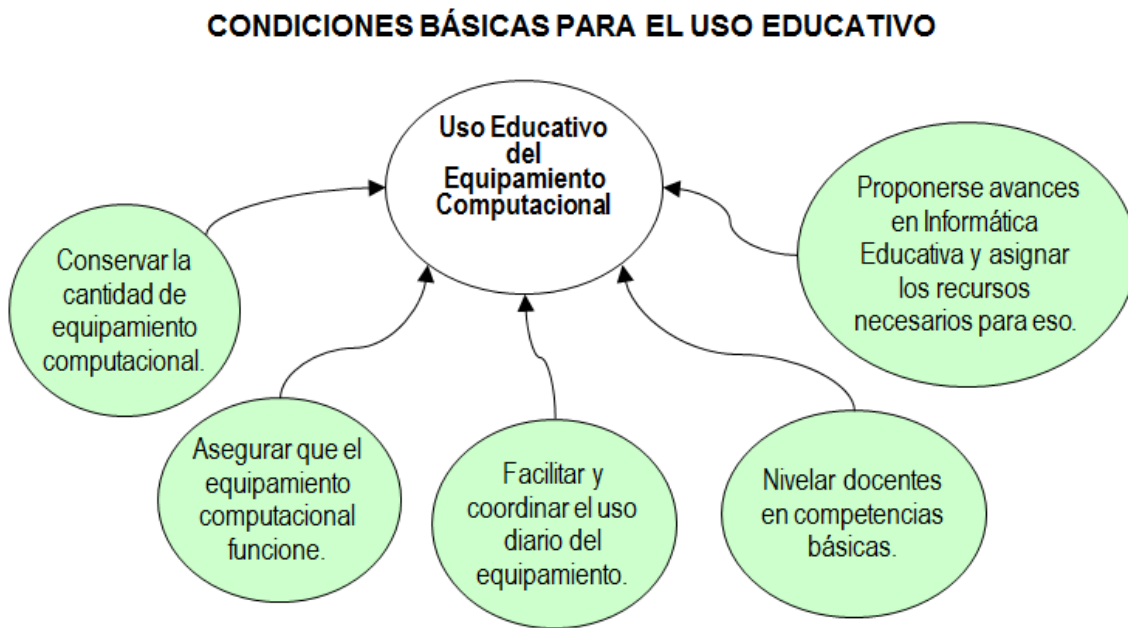 CONDICIONES BÁSICAS PARA EL USO EDUCATIVO
Uso Educativo
del
Equipamiento
Computacional
Conservar la
cantidad de
equipamiento
computacional.
Asegurar que el
equipamiento
computacional
funcione.
Facilitar y
coordinar el uso
diario del
equipamiento.
Nivelar docentes
en competencias
básicas.
Proponerse avances
en Informática
Educativa y asignar
los recursos
necesarios para eso.